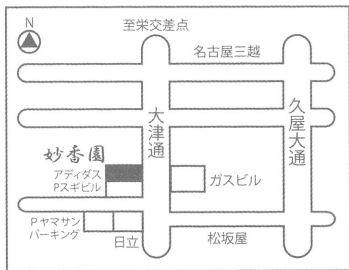 N
至栄交差点
名古屋三越
大津通
久屋大通
妙香園
アディダス
Pスギビル
ガスビル
Pヤマサン
パーキング
日立
松坂屋